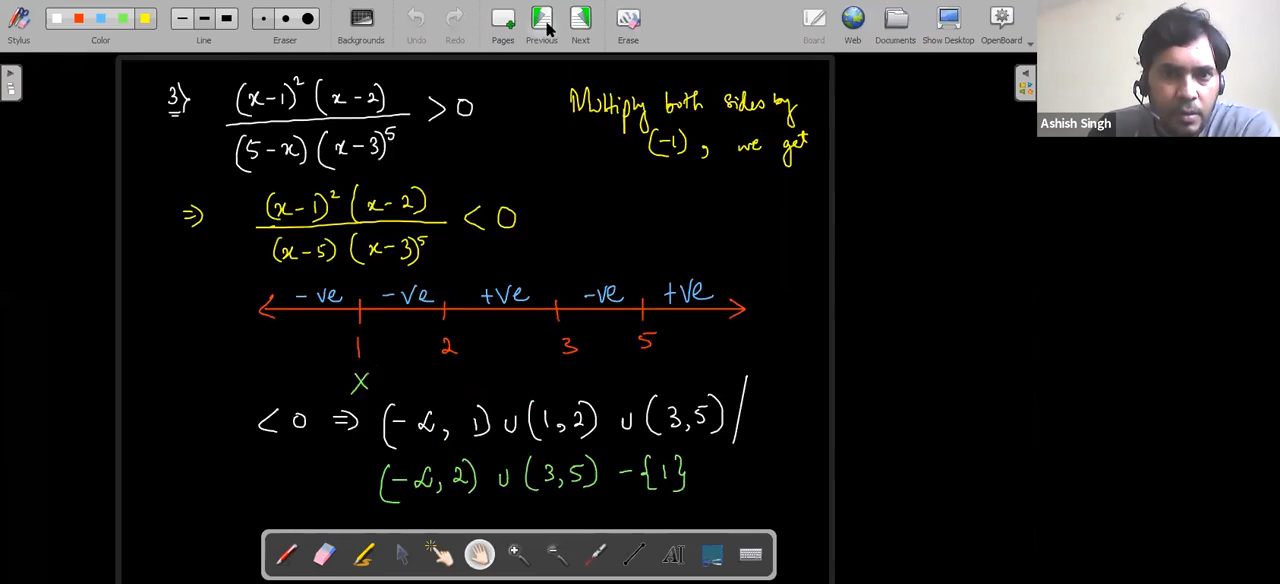 Stylus Color Line Eraser Backgrounds Undo Redo Pages Previous Next Erase Board Web Documents Show Desktop OpenBoard
Ashish Singh
3) (x-1)² (x-2) / (5-x) (x-3)⁵ > 0
Multiply both sides by
(-1), we get
⇒ (x-1)² (x-2) / (x-5) (x-3)⁵ < 0
-ve -ve +ve -ve +ve
1 2 3 5
X
< 0 ⇒ (-∞, 1) ∪ (1, 2) ∪ (3, 5) /
(-∞, 2) ∪ (3, 5) - {1}
AI